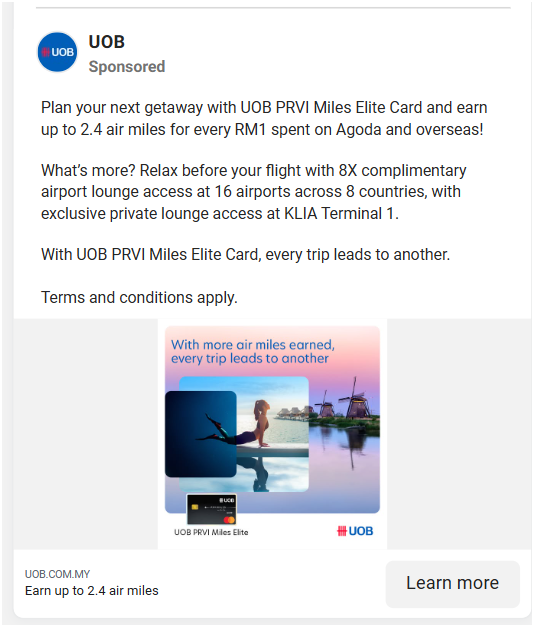 UOB
UOB
Sponsored
Plan your next getaway with UOB PRVI Miles Elite Card and earn
up to 2.4 air miles for every RM1 spent on Agoda and overseas!
What’s more? Relax before your flight with 8X complimentary
airport lounge access at 16 airports across 8 countries, with
exclusive private lounge access at KLIA Terminal 1.
With UOB PRVI Miles Elite Card, every trip leads to another.
Terms and conditions apply.
With more air miles earned,
every trip leads to another
UOB
UOB PRVI Miles Elite
UOB
UOB.COM.MY
Earn up to 2.4 air miles
Learn more